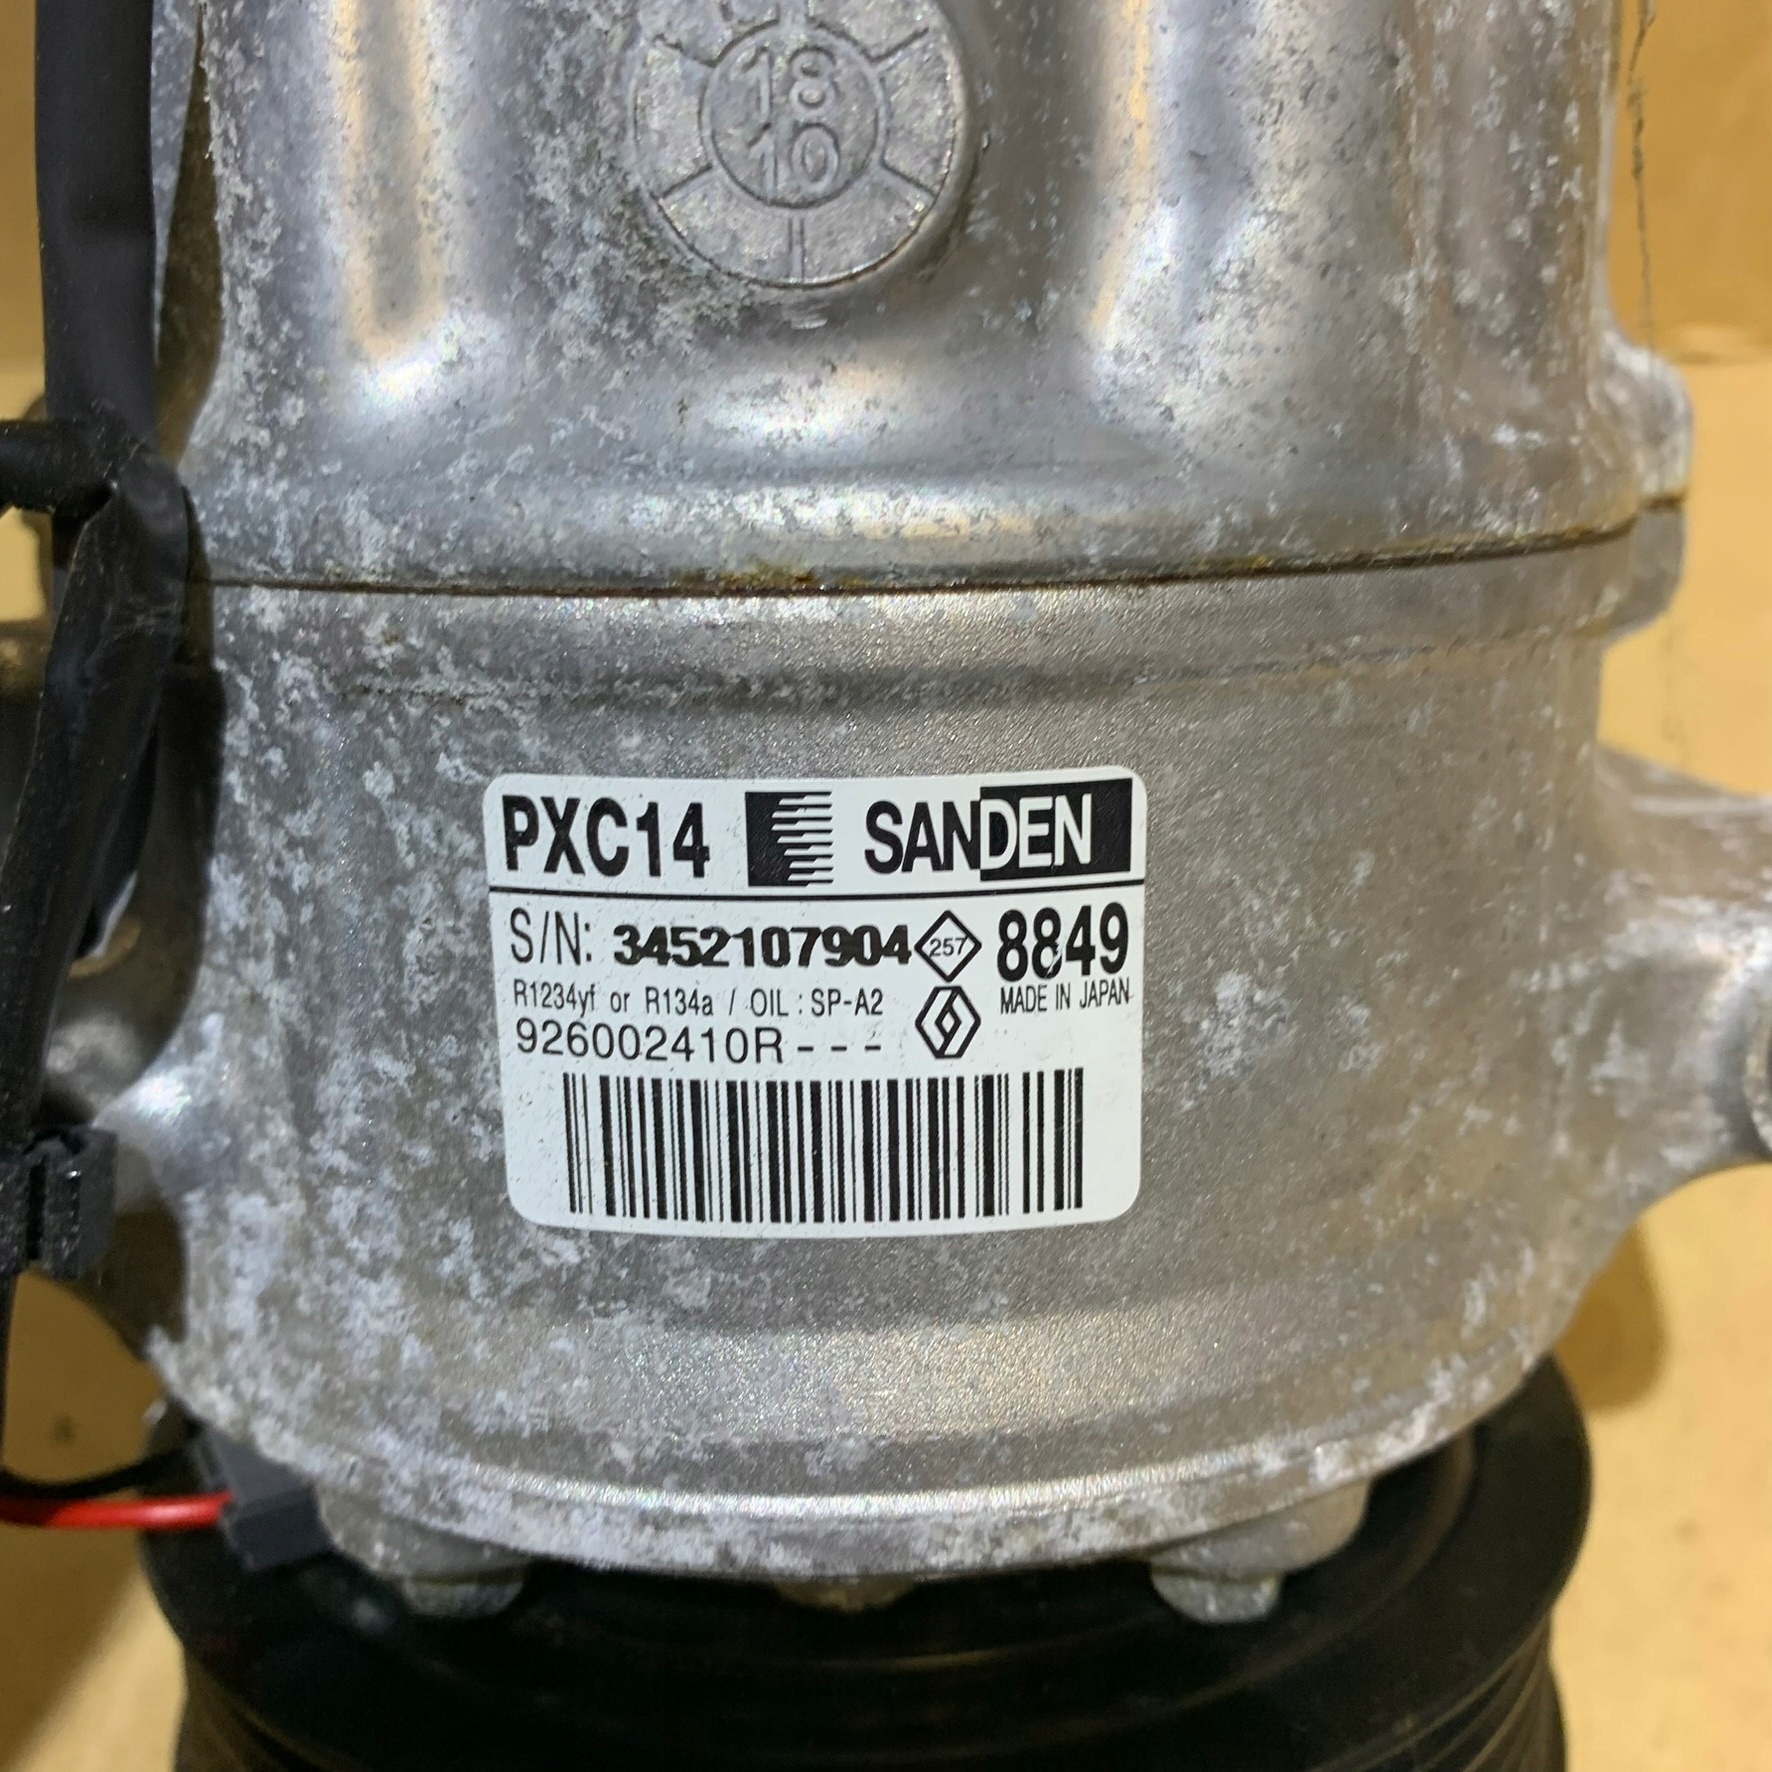 18
10
PXC14 SANDEN
S/N: 3452107904 257 8849
R1234yf or R134a / OIL : SP-A2 MADE IN JAPAN
926002410R - - -